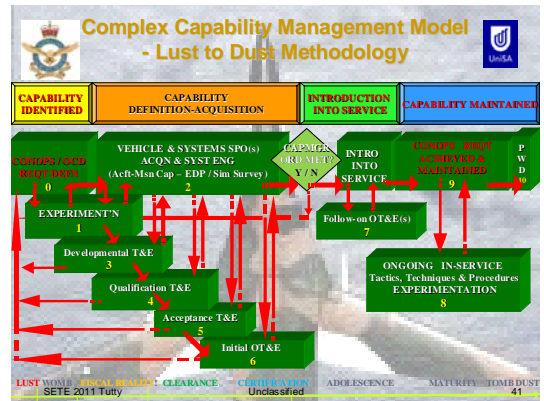 Complex Capability Management Model
- Lust to Dust Methodology
UniSA
CAPABILITY
IDENTIFIED
CAPABILITY
DEFINITION-ACQUISITION
INTRODUCTION
INTO SERVICE
CAPABILITY MAINTAINED
CONOPS / OCD
REQT DEFN
0
VEHICLE & SYSTEMS SPO(s)
ACQN & SYST ENG
(Acft-Msn Cap – EDP / Sim Survey)
2
CAPMGR
ORD MET?
Y / N
INTRO
INTO
SERVICE
CONOPS, REQT
ACHIEVED &
MAINTAINED
9
P
W
D
10
EXPERIMENT'N
1
Developmental T&E
3
Qualification T&E
4
Acceptance T&E
5
Initial OT&E
6
Follow-on OT&E(s)
7
ONGOING IN-SERVICE
Tactics, Techniques & Procedures
EXPERIMENTATION
8
LUST WOMB FISCAL REALITY CLEARANCE CERTIFICATION ADOLESCENCE MATURITY TOMB DUST
SETE 2011 Tutty
Unclassified
41